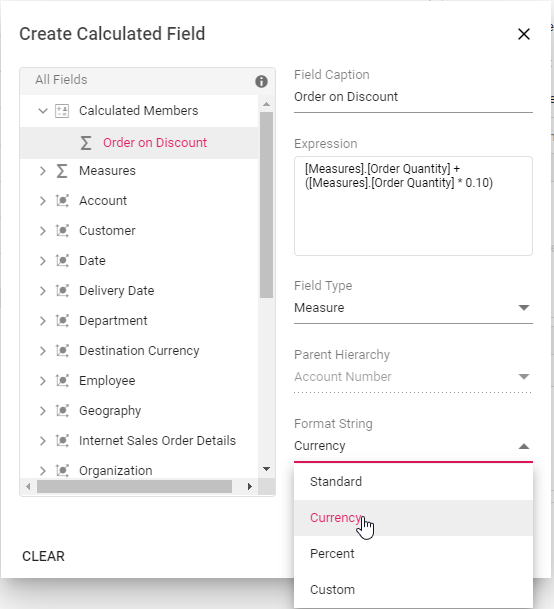 Create Calculated Field
All Fields
Calculated Members
Order on Discount
Measures
Account
Customer
Date
Delivery Date
Department
Destination Currency
Employee
Geography
Internet Sales Order Details
Organization
Field Caption
Order on Discount
Expression
[Measures].[Order Quantity] +
([Measures].[Order Quantity] * 0.10)
Field Type
Measure
Parent Hierarchy
Account Number
Format String
Currency
Standard
Currency
Percent
Custom
CLEAR